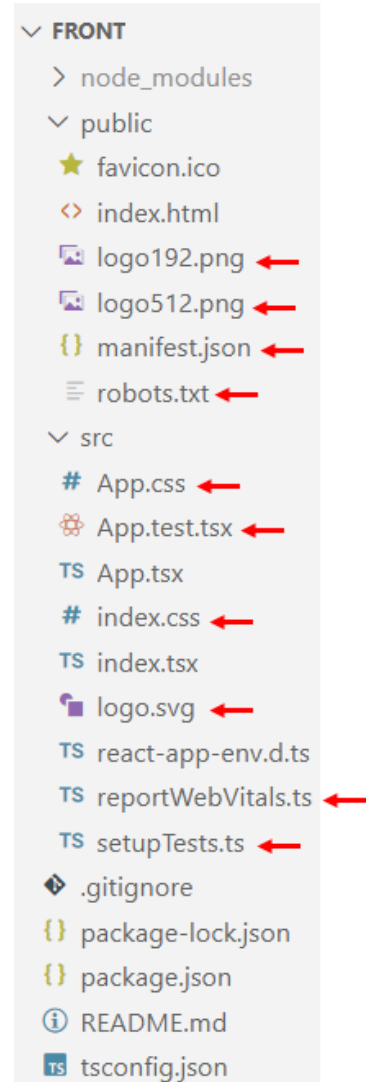 FRONT
node_modules
public
favicon.ico
<> index.html
logo192.png
logo512.png
{} manifest.json
robots.txt
src
# App.css
App.test.tsx
TS App.tsx
# index.css
TS index.tsx
logo.svg
TS react-app-env.d.ts
TS reportWebVitals.ts
TS setupTests.ts
.gitignore
{} package-lock.json
{} package.json
README.md
TS tsconfig.json